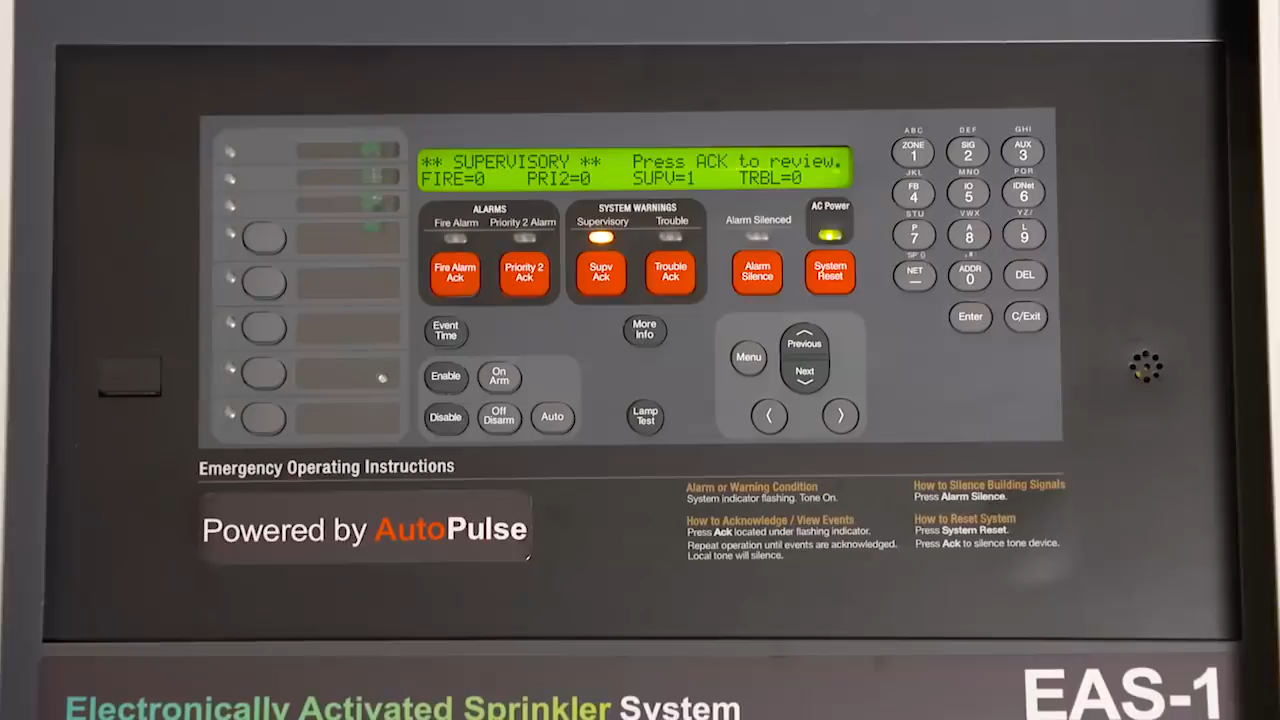 ** SUPERVISORY **   Press ACK to review.
FIRE=0    PRI2=0    SUPV=1    TRBL=0
ALARMS
Fire Alarm
Priority 2 Alarm
Fire Alarm Ack
Priority 2 Ack
SYSTEM WARNINGS
Supervisory
Trouble
Supv Ack
Trouble Ack
Alarm Silenced
Alarm Silence
AC Power
System Reset
Event Time
More Info
Enable
On Arm
Disable
Off Disarm
Auto
Lamp Test
Menu
Previous
Next
ABC
DEF
GHI
ZONE 1
SIG 2
AUX 3
JKL
MNO
PQR
FB 4
IO 5
IDNet 6
STU
VWX
YZ/
P 7
A 8
L 9
NET
ADDR 0
DEL
Enter
C/Exit
Emergency Operating Instructions
Powered by AutoPulse
Alarm or Warning Condition
System indicator flashing. Tone On.
How to Acknowledge / View Events
Press Ack located under flashing indicator.
Repeat operation until events are acknowledged.
Local tone will silence.
How to Silence Building Signals
Press Alarm Silence.
How to Reset System
Press System Reset.
Press Ack to silence tone device.
Electronically Activated Sprinkler System
EAS-1